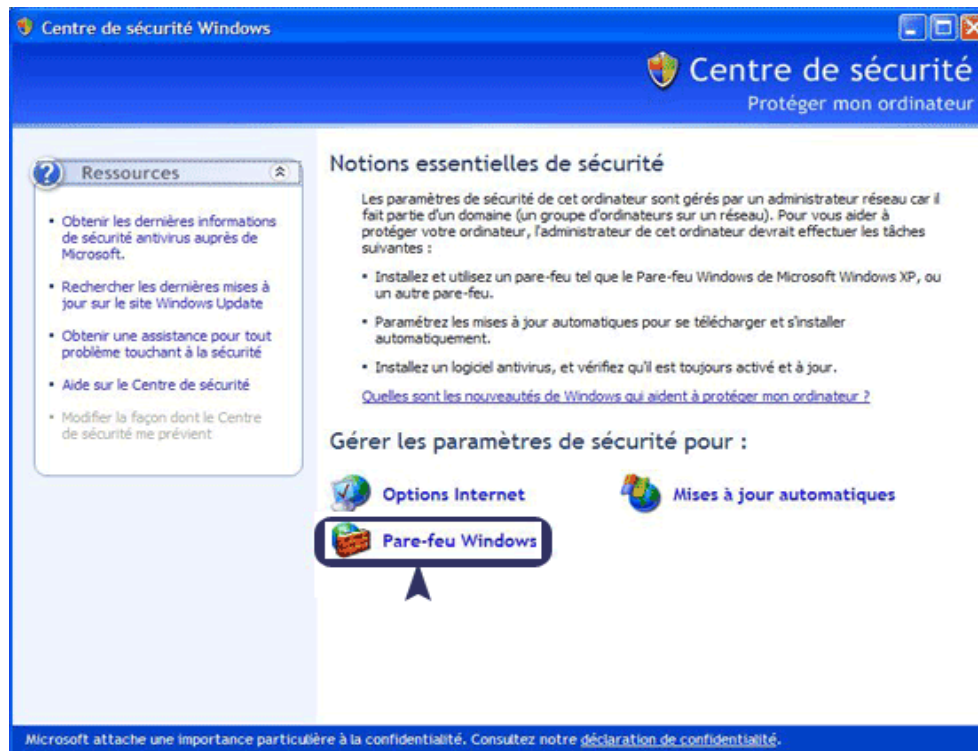 Centre de sécurité Windows
Centre de sécurité
Protéger mon ordinateur
Ressources
• Obtenir les dernières informations
de sécurité antivirus auprès de
Microsoft.
• Rechercher les dernières mises à
jour sur le site Windows Update
• Obtenir une assistance pour tout
problème touchant à la sécurité
• Aide sur le Centre de sécurité
• Modifier la façon dont le Centre
de sécurité me prévient
Notions essentielles de sécurité
Les paramètres de sécurité de cet ordinateur sont gérés par un administrateur réseau car il
fait partie d'un domaine (un groupe d'ordinateurs sur un réseau). Pour vous aider à
protéger votre ordinateur, l'administrateur de cet ordinateur devrait effectuer les tâches
suivantes :
• Installez et utilisez un pare-feu tel que le Pare-feu Windows de Microsoft Windows XP, ou
un autre pare-feu.
• Paramétrez les mises à jour automatiques pour se télécharger et s'installer
automatiquement.
• Installez un logiciel antivirus, et vérifiez qu'il est toujours activé et à jour.
Quelles sont les nouveautés de Windows qui aident à protéger mon ordinateur ?
Gérer les paramètres de sécurité pour :
Options Internet
Mises à jour automatiques
Pare-feu Windows
Microsoft attache une importance particulière à la confidentialité. Consultez notre déclaration de confidentialité.